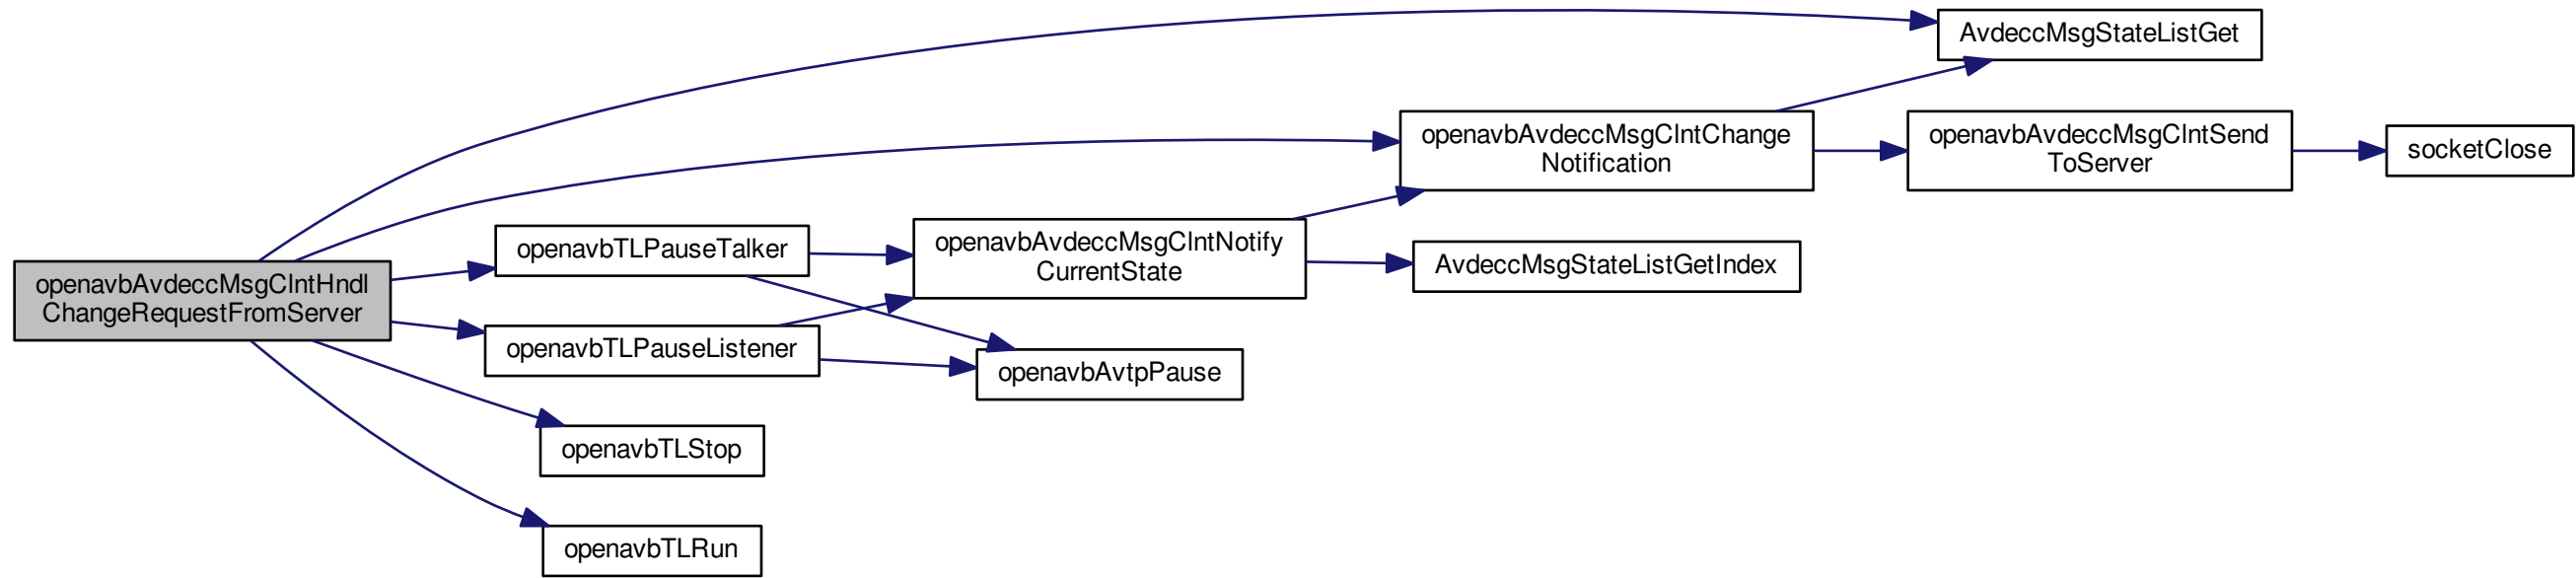 AvdeccMsgStateListGet
openavbAvdeccMsgClntChange
Notification
openavbAvdeccMsgClntSend
ToServer
socketClose
openavbTLPauseTalker
openavbAvdeccMsgClntNotify
CurrentState
AvdeccMsgStateListGetIndex
openavbAvdeccMsgClntHndl
ChangeRequestFromServer
openavbTLPauseListener
openavbAvtpPause
openavbTLStop
openavbTLRun